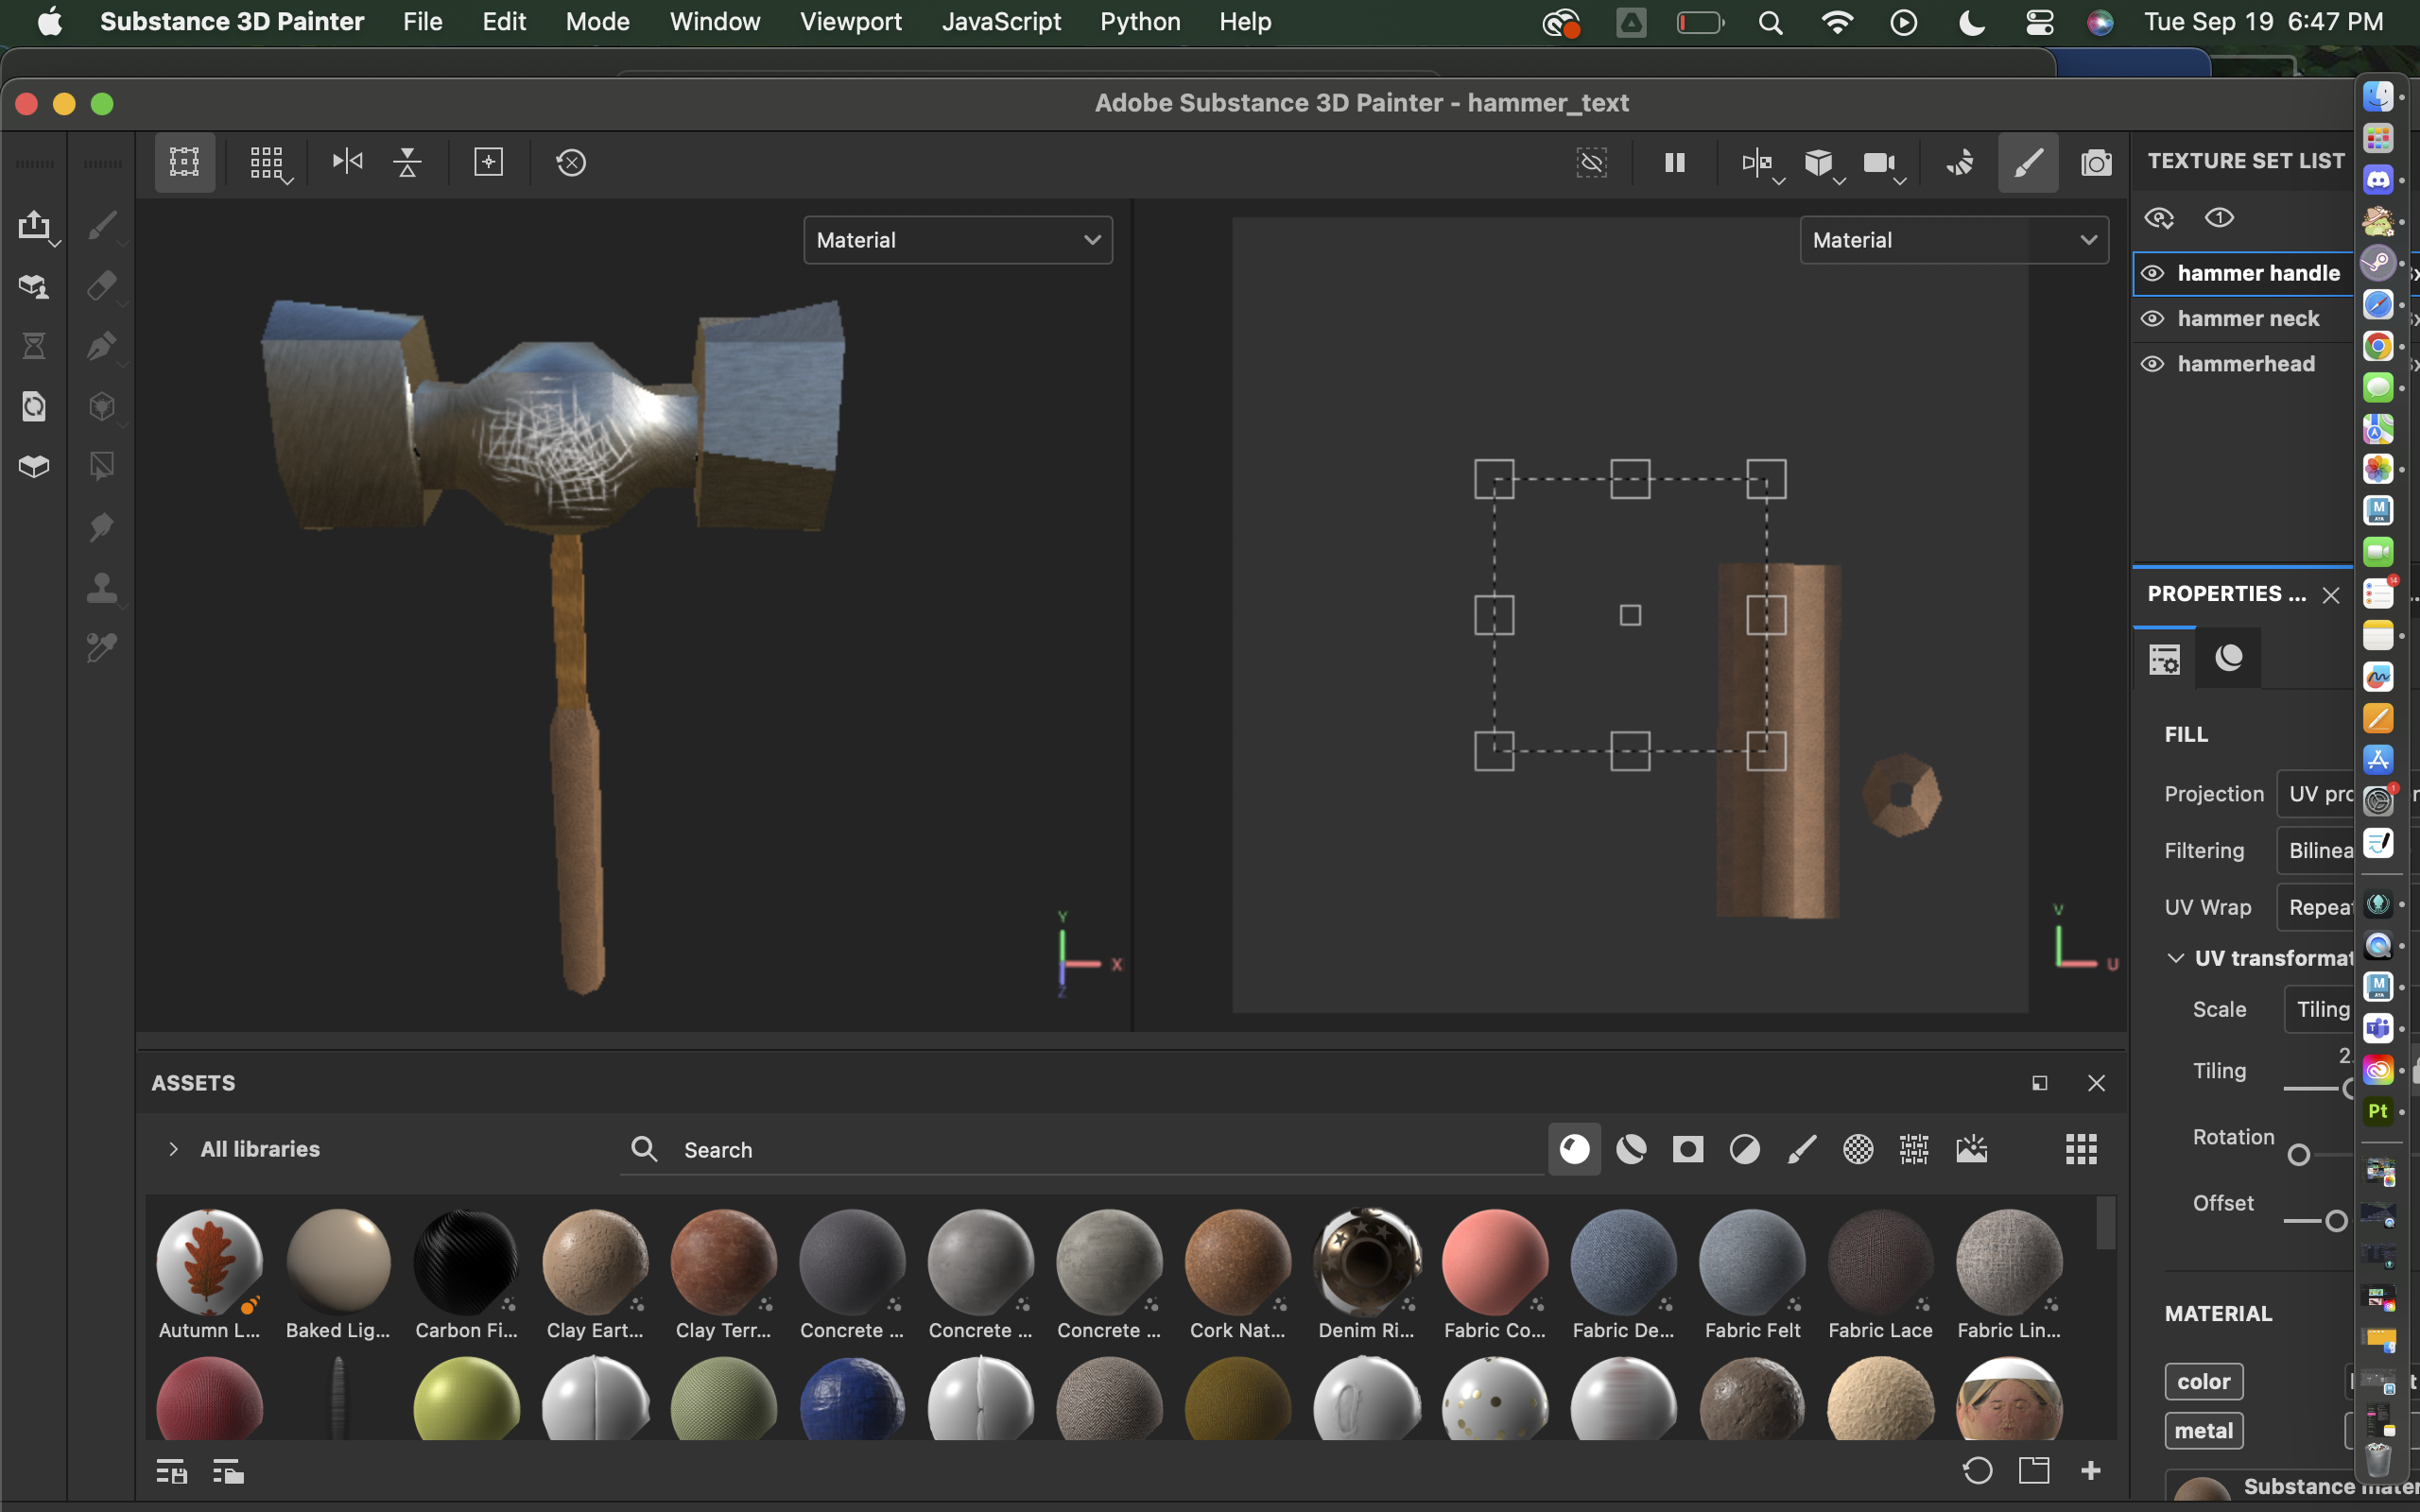 Substance 3D Painter File Edit Mode Window Viewport JavaScript Python Help Tue Sep 19 6:47 PM
Adobe Substance 3D Painter - hammer_text
TEXTURE SET LIST
Material
Material
hammer handle
hammer neck
hammerhead
PROPERTIES ...
FILL
Projection UV pro
Filtering Bilinea
UV Wrap Repeat
UV transformat
Scale Tiling
Tiling 2.
Rotation
Offset
MATERIAL
color
metal
Substance mater
Y
X
Z
V
U
ASSETS
All libraries
Search
Autumn L... Baked Lig... Carbon Fi... Clay Eart... Clay Terr... Concrete ... Concrete ... Concrete ... Cork Nat... Denim Ri... Fabric Co... Fabric De... Fabric Felt Fabric Lace Fabric Lin...
14
1
Pt